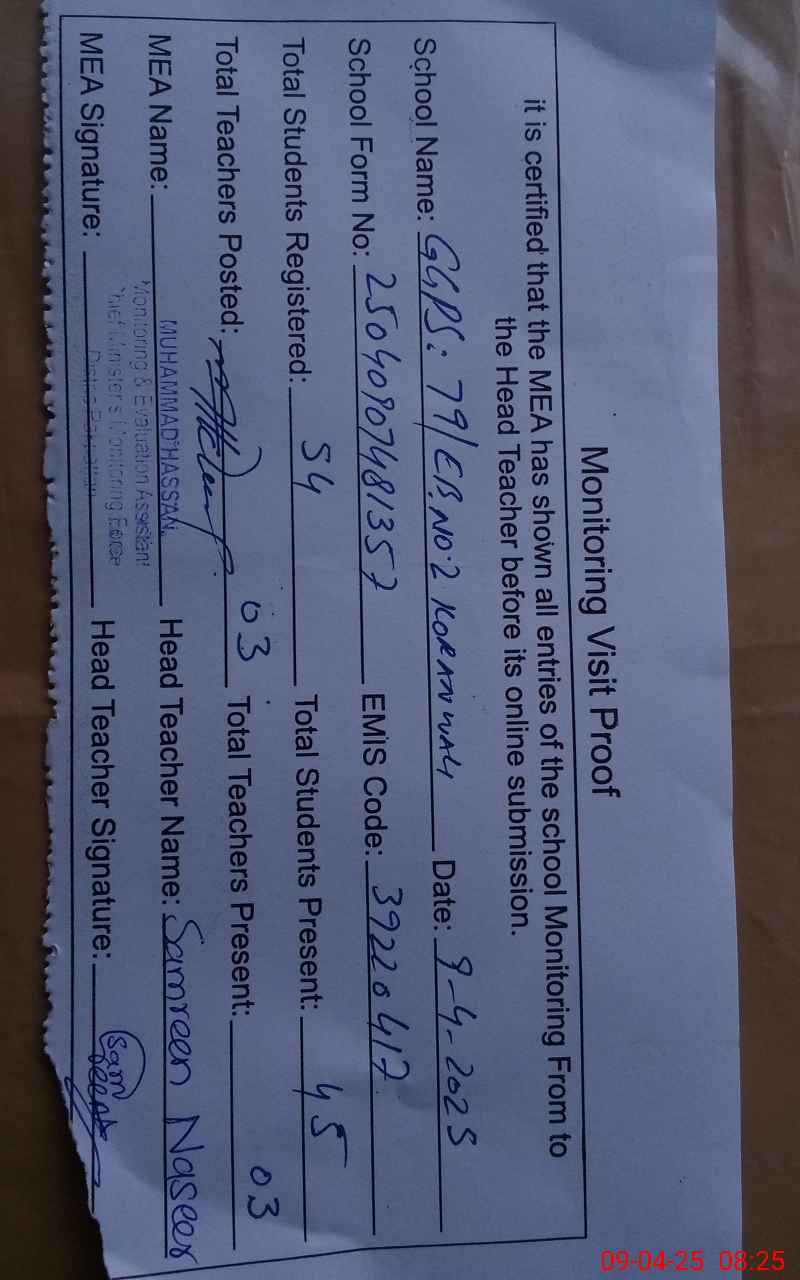 Monitoring Visit Proof
it is certified that the MEA has shown all entries of the school Monitoring From to
the Head Teacher before its online submission.
School Name: GGPS: 79/EB.NO.2 KORANWALI Date: 9-4-2025
School Form No: 25040907481357 EMIS Code: 39220417
Total Students Registered: 54 Total Students Present: 45
Total Teachers Posted: 03 Total Teachers Present: 03
MEA Name: MUHAMMAD HASSAN Head Teacher Name: Samreen Naseer
Monitoring & Evaluation Assistant
MEA Signature: Chief Minister's Monitoring Force Head Teacher Signature: Samreen
09-04-25 08:25